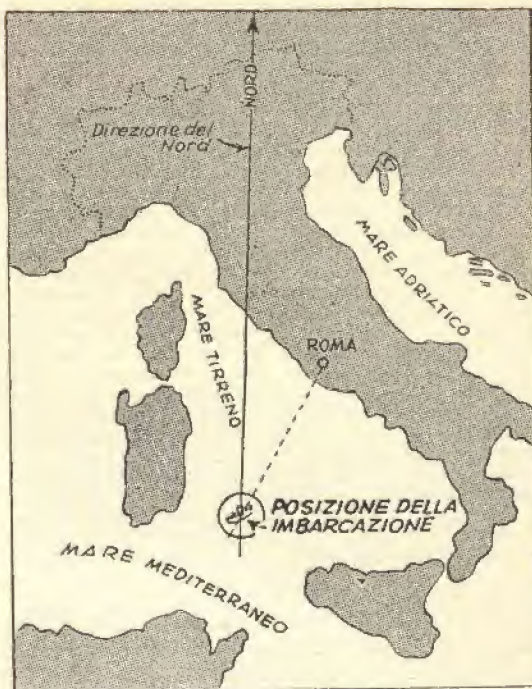 NORD
Direzione del
Nord
MARE ADRIATICO
MARE TIRRENO
ROMA
POSIZIONE DELLA
IMBARCAZIONE
MARE MEDITERRANEO